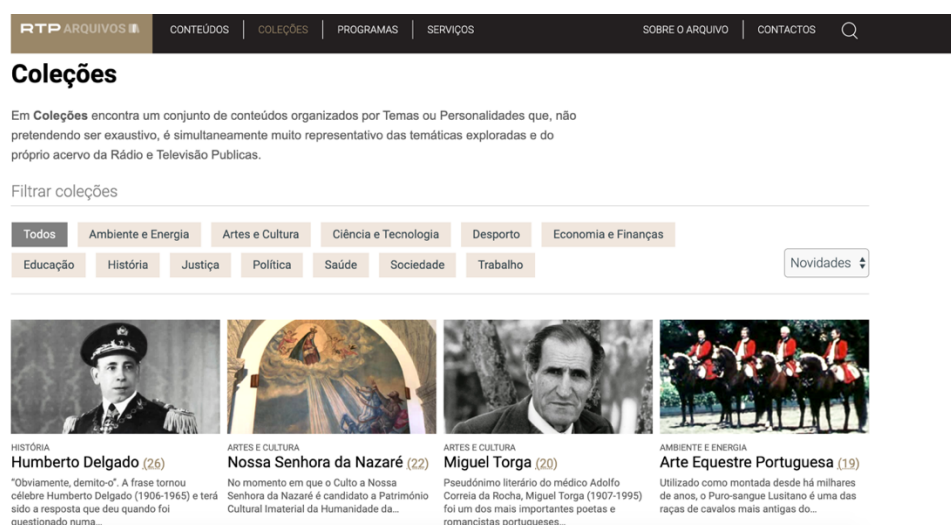 RTP ARQUIVOS CONTEÚDOS COLEÇÕES PROGRAMAS SERVIÇOS SOBRE O ARQUIVO CONTACTOS
Coleções
Em Coleções encontra um conjunto de conteúdos organizados por Temas ou Personalidades que, não
pretendendo ser exaustivo, é simultaneamente muito representativo das temáticas exploradas e do
próprio acervo da Rádio e Televisão Publicas.
Filtrar coleções
Todos Ambiente e Energia Artes e Cultura Ciência e Tecnologia Desporto Economia e Finanças
Educação História Justiça Política Saúde Sociedade Trabalho Novidades
HISTÓRIA
Humberto Delgado (26)
"Obviamente, demito-o". A frase tornou
célebre Humberto Delgado (1906-1965) e terá
sido a resposta que deu quando foi
questionado numa...
ARTES E CULTURA
Nossa Senhora da Nazaré (22)
No momento em que o Culto a Nossa
Senhora da Nazaré é candidato a Património
Cultural Imaterial da Humanidade da...
ARTES E CULTURA
Miguel Torga (20)
Pseudónimo literário do médico Adolfo
Correia da Rocha, Miguel Torga (1907-1995)
foi um dos mais importantes poetas e
romancistas portugueses...
AMBIENTE E ENERGIA
Arte Equestre Portuguesa (19)
Utilizado como montada desde há milhares
de anos, o Puro-sangue Lusitano é uma das
raças de cavalos mais antigas do...